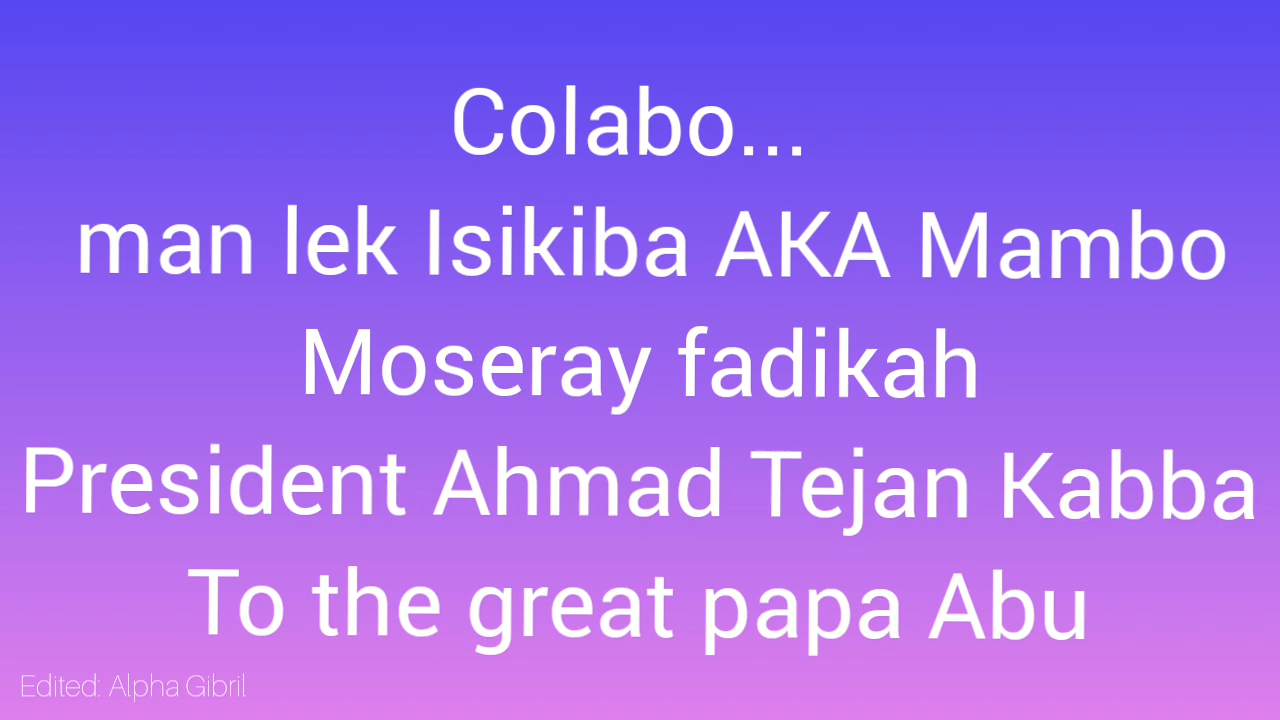 Colabo...
man lek Isikiba AKA Mambo
Moseray fadikah
President Ahmad Tejan Kabba
To the great papa Abu
Edited: Alpha Gibril